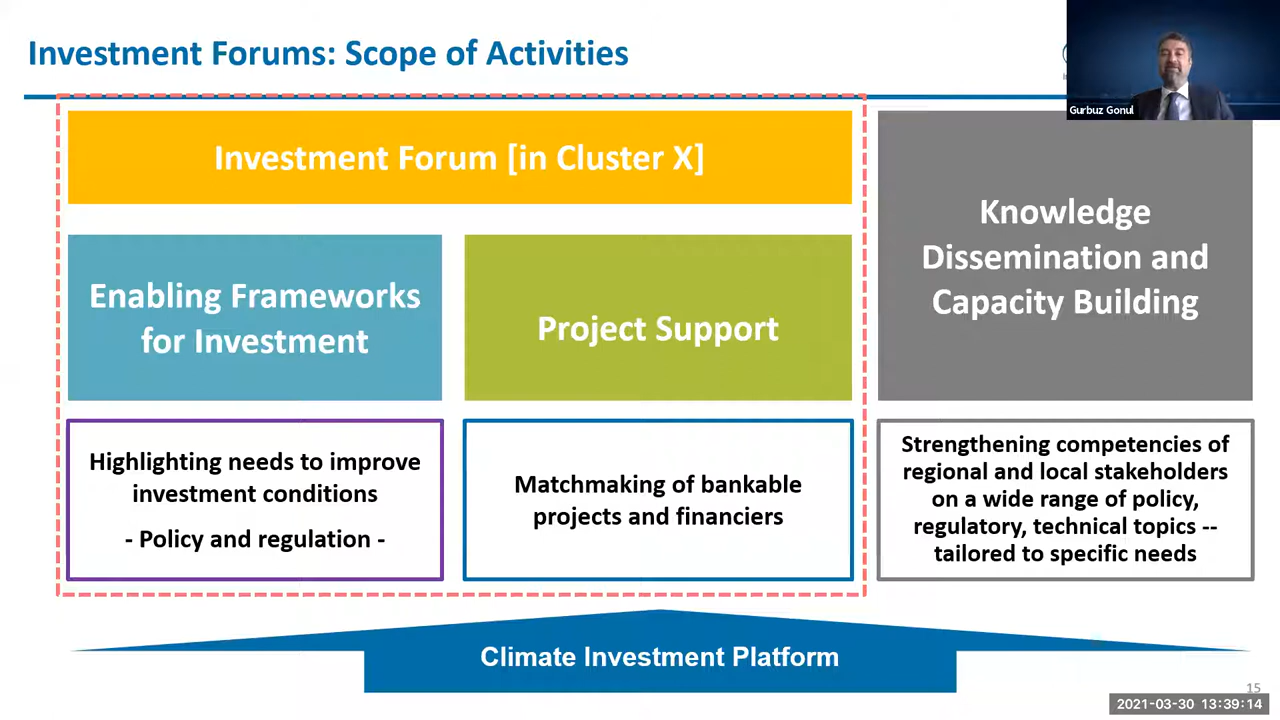 Investment Forums: Scope of Activities
Gurbuz Gonul
Investment Forum [in Cluster X]
Enabling Frameworks
for Investment
Project Support
Knowledge
Dissemination and
Capacity Building
Highlighting needs to improve
investment conditions
- Policy and regulation -
Matchmaking of bankable
projects and financiers
Strengthening competencies of
regional and local stakeholders
on a wide range of policy,
regulatory, technical topics --
tailored to specific needs
Climate Investment Platform
15
2021-03-30 13:39:14